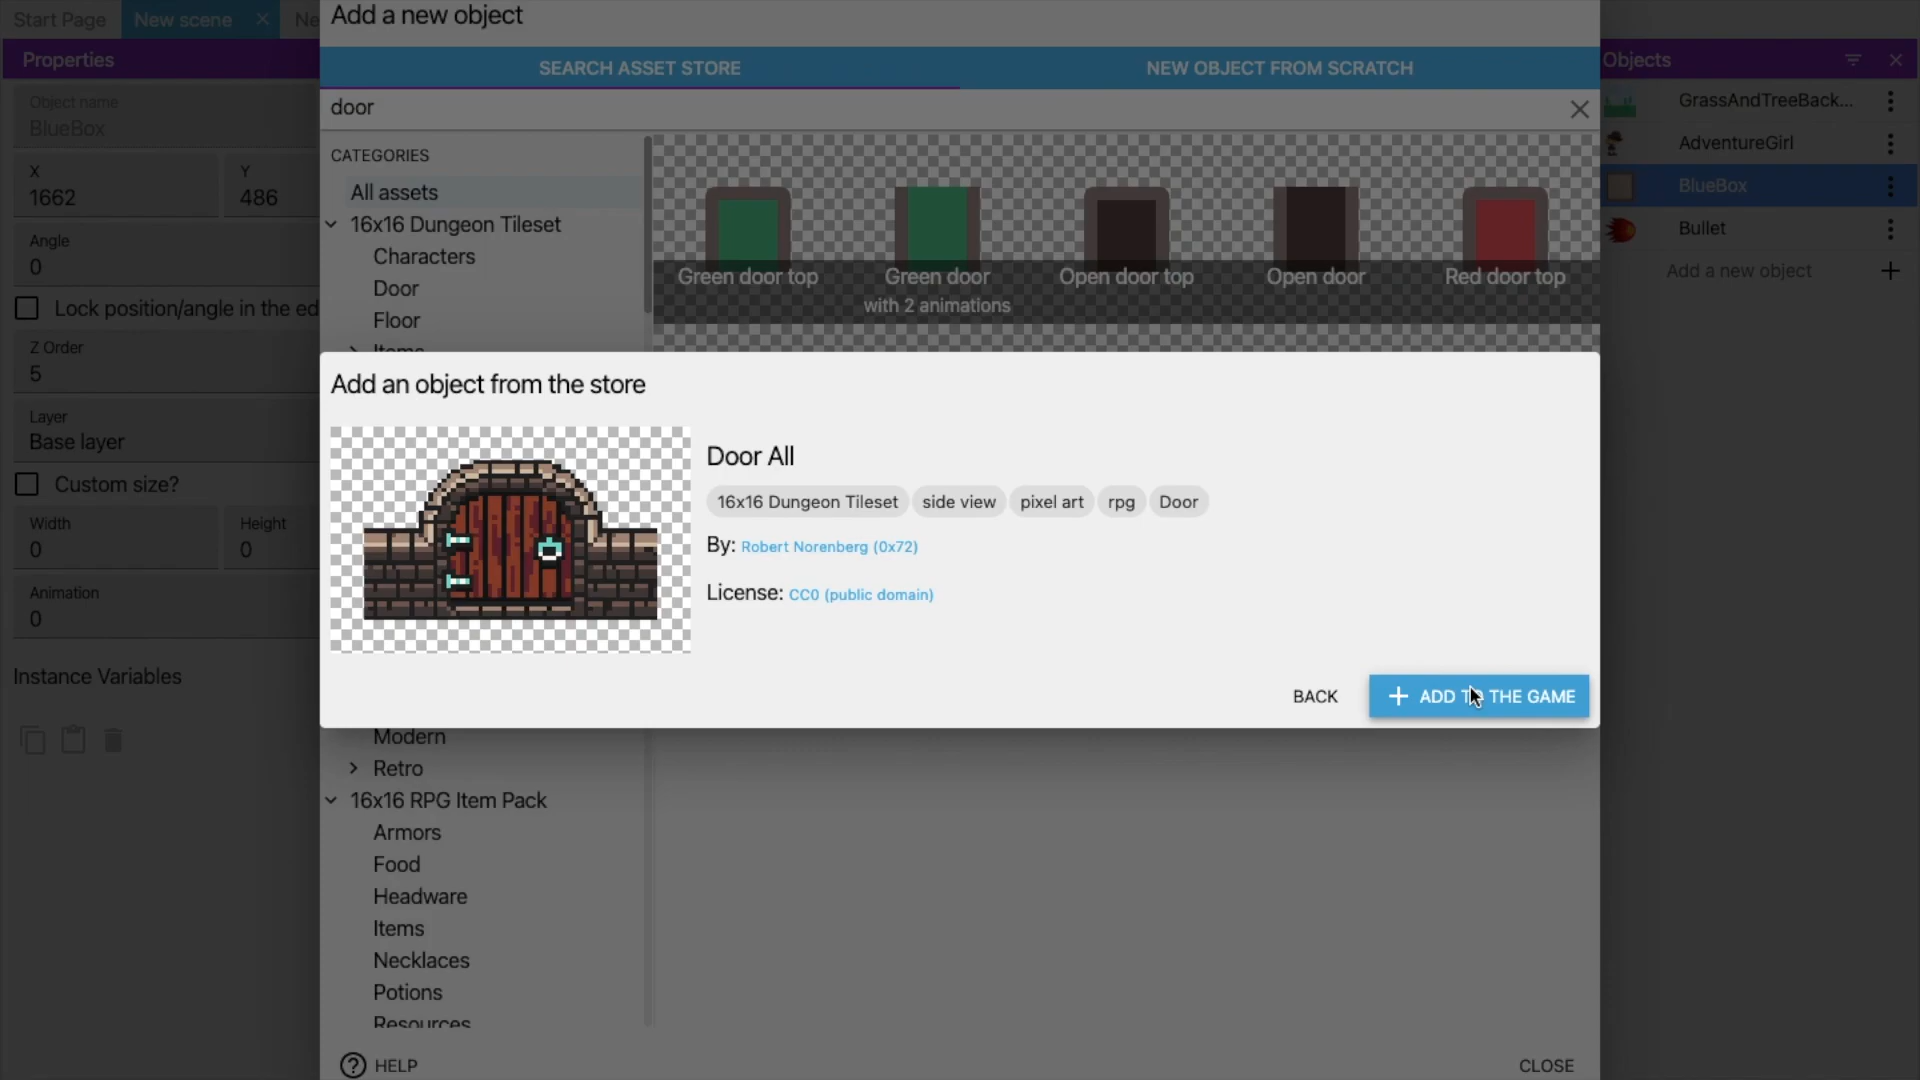 Add a new object
Start Page
New scene
Ne
SEARCH ASSET STORE
NEW OBJECT FROM SCRATCH
door
Properties
Object name
BlueBox
X
1662
Y
486
Angle
0
Lock position/angle in the ed
Z Order
5
Layer
Base layer
Custom size?
Width
0
Height
0
Animation
0
Instance Variables
CATEGORIES
All assets
16x16 Dungeon Tileset
Characters
Door
Floor
Items
Green door top
Green door
with 2 animations
Open door top
Open door
Red door top
Add an object from the store
Door All
16x16 Dungeon Tileset
side view
pixel art
rpg
Door
By: Robert Norenberg (0x72)
License: CC0 (public domain)
BACK
ADD TO THE GAME
Modern
Retro
16x16 RPG Item Pack
Armors
Food
Headware
Items
Necklaces
Potions
Resources
HELP
CLOSE
Objects
GrassAndTreeBack...
AdventureGirl
BlueBox
Bullet
Add a new object